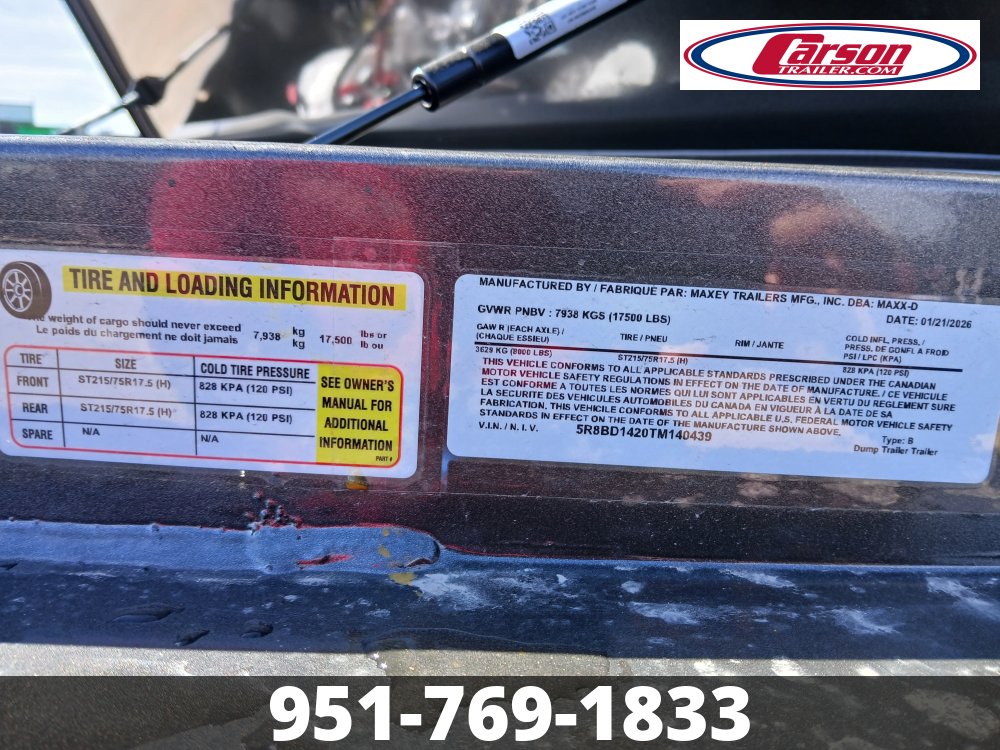 Carson
TRAILER.COM
TIRE AND LOADING INFORMATION
The weight of cargo should never exceed
Le poids du chargement ne doit jamais
7,938 kg kg 17,500 lbs or lb ou
TIRE SIZE COLD TIRE PRESSURE
FRONT ST215/75R17.5 (H) 828 KPA (120 PSI)
REAR ST215/75R17.5 (H) 828 KPA (120 PSI)
SPARE N/A N/A
SEE OWNER'S
MANUAL FOR
ADDITIONAL
INFORMATION
PART #
MANUFACTURED BY / FABRIQUE PAR: MAXEY TRAILERS MFG., INC. DBA: MAXX-D
GVWR PNBV : 7938 KGS (17500 LBS) DATE: 01/21/2026
GAWR (EACH AXLE) / (CHAQUE ESSIEU) TIRE / PNEU RIM / JANTE COLD INFL. PRESS. / PRESS. DE GONFL A FROID PSI / LPC (KPA)
3629 KG (8000 LBS) ST215/75R17.5 (H) 828 KPA (120 PSI)
THIS VEHICLE CONFORMS TO ALL APPLICABLE STANDARDS PRESCRIBED UNDER THE CANADIAN
MOTOR VEHICLE SAFETY REGULATIONS IN EFFECT ON THE DATE OF MANUFACTURE. / CE VEHICULE
EST CONFORME A TOUTES LES NORMES QUI LUI SONT APPLICABLES EN VERTU DU REGLEMENT SURE
LA SECURITE DES VEHICULES AUTOMOBILES DU CANADA EN VIGUEUR À LA DATE DE SA
FABRICATION. THIS VEHICILE CONFORMS TO ALL APPLICABLE U.S. FEDERAL MOTOR VEHICLE SAFETY
STANDARDS IN EFFECT ON THE DATE OF THE MANUFACTURE SHOWN ABOVE.
V.I.N. / N. I. V. 5R8BD1420TM140439 Type: B
Dump Trailer Trailer
951-769-1833